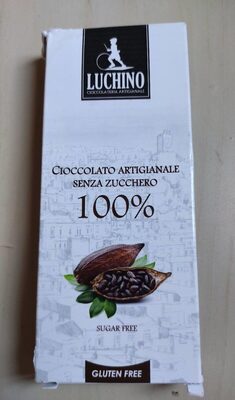 LUCHINO
CIOCCOLATERIA ARTIGIANALE
CIOCCOLATO ARTIGIANALE
SENZA ZUCCHERO
100%
SUGAR FREE
GLUTEN FREE